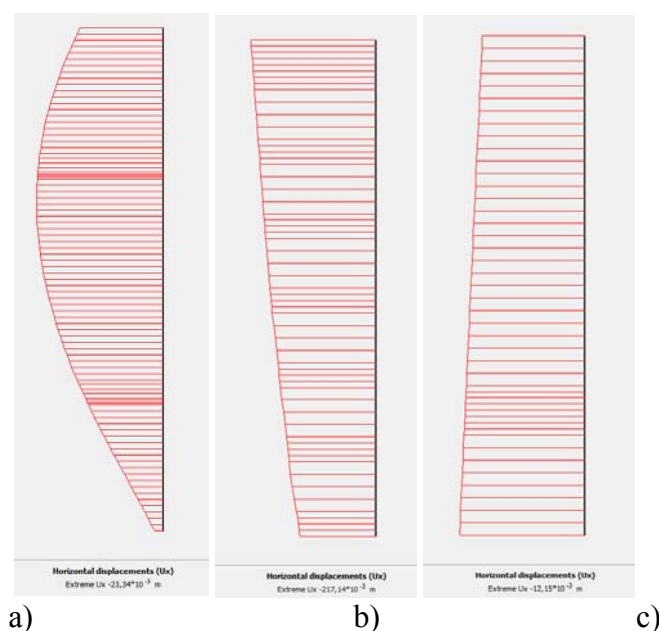 Horizontal displacements (Ux)
Extreme Ux -23,34*10⁻³ m
Horizontal displacements (Ux)
Extreme Ux -217,14*10⁻³ m
Horizontal displacements (Ux)
Extreme Ux -12,15*10⁻³ m
a) b) c)